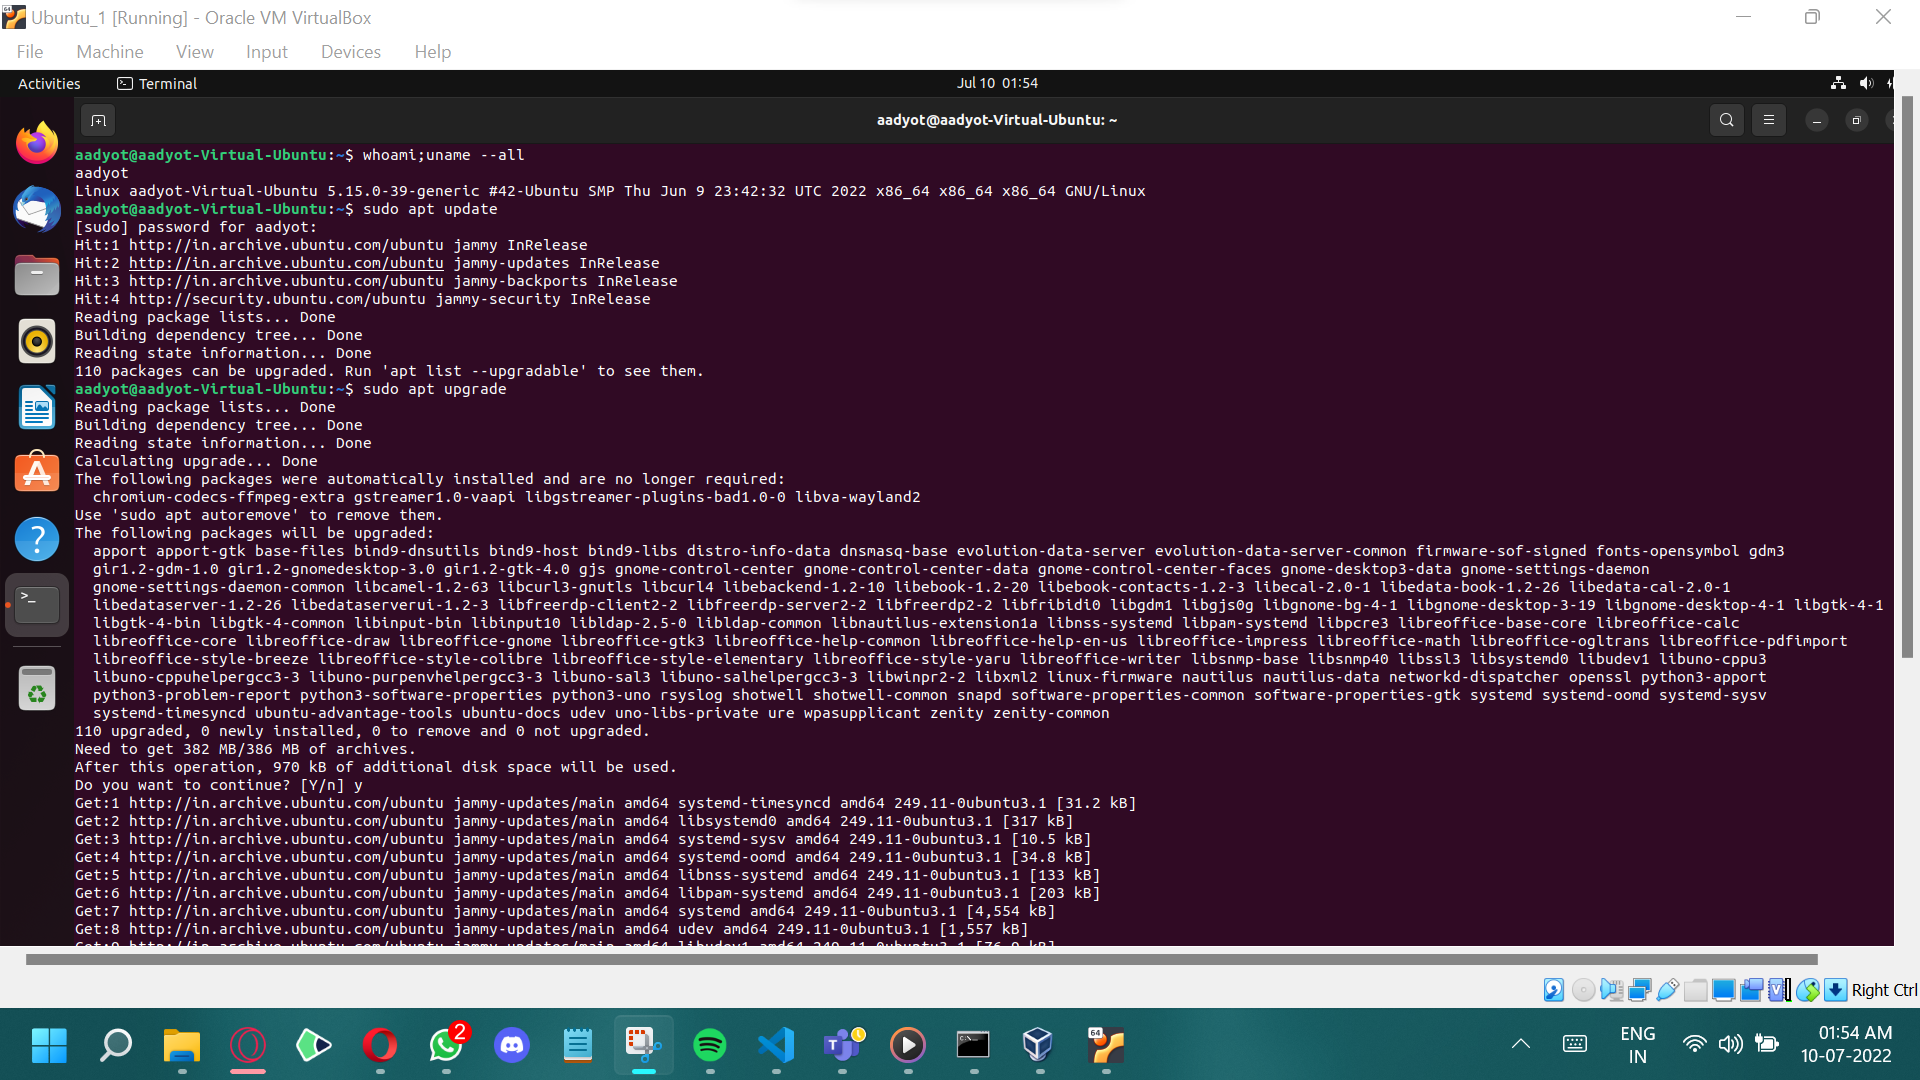 Ubuntu_1 [Running] - Oracle VM VirtualBox
File Machine View Input Devices Help
Activities Terminal Jul 10 01:54
aadyot@aadyot-Virtual-Ubuntu: ~
aadyot@aadyot-Virtual-Ubuntu:~$ whoami;uname --all
aadyot
Linux aadyot-Virtual-Ubuntu 5.15.0-39-generic #42-Ubuntu SMP Thu Jun 9 23:42:32 UTC 2022 x86_64 x86_64 x86_64 GNU/Linux
aadyot@aadyot-Virtual-Ubuntu:~$ sudo apt update
[sudo] password for aadyot:
Hit:1 http://in.archive.ubuntu.com/ubuntu jammy InRelease
Hit:2 http://in.archive.ubuntu.com/ubuntu jammy-updates InRelease
Hit:3 http://in.archive.ubuntu.com/ubuntu jammy-backports InRelease
Hit:4 http://security.ubuntu.com/ubuntu jammy-security InRelease
Reading package lists... Done
Building dependency tree... Done
Reading state information... Done
110 packages can be upgraded. Run 'apt list --upgradable' to see them.
aadyot@aadyot-Virtual-Ubuntu:~$ sudo apt upgrade
Reading package lists... Done
Building dependency tree... Done
Reading state information... Done
Calculating upgrade... Done
The following packages were automatically installed and are no longer required:
chromium-codecs-ffmpeg-extra gstreamer1.0-vaapi libgstreamer-plugins-bad1.0-0 libva-wayland2
Use 'sudo apt autoremove' to remove them.
The following packages will be upgraded:
apport apport-gtk base-files bind9-dnsutils bind9-host bind9-libs distro-info-data dnsmasq-base evolution-data-server evolution-data-server-common firmware-sof-signed fonts-opensymbol gdm3
gir1.2-gdm-1.0 gir1.2-gnomedesktop-3.0 gir1.2-gtk-4.0 gjs gnome-control-center gnome-control-center-data gnome-control-center-faces gnome-desktop3-data gnome-settings-daemon
gnome-settings-daemon-common libcamel-1.2-63 libcurl3-gnutls libcurl4 libebackend-1.2-10 libebook-1.2-20 libebook-contacts-1.2-3 libecal-2.0-1 libedata-book-1.2-26 libedata-cal-2.0-1
libedataserver-1.2-26 libedataserverui-1.2-3 libfreerdp-client2-2 libfreerdp-server2-2 libfreerdp2-2 libfribidi0 libgdm1 libgjs0g libgnome-bg-4-1 libgnome-desktop-3-19 libgnome-desktop-4-1 libgtk-4-1
libgtk-4-bin libgtk-4-common libinput-bin libinput10 libldap-2.5-0 libldap-common libnautilus-extension1a libnss-systemd libpam-systemd libpcre3 libreoffice-base-core libreoffice-calc
libreoffice-core libreoffice-draw libreoffice-gnome libreoffice-gtk3 libreoffice-help-common libreoffice-help-en-us libreoffice-impress libreoffice-math libreoffice-ogltrans libreoffice-pdfimport
libreoffice-style-breeze libreoffice-style-colibre libreoffice-style-elementary libreoffice-style-yaru libreoffice-writer libsnmp-base libsnmp40 libssl3 libsystemd0 libudev1 libuno-cppu3
libuno-cppuhelpergcc3-3 libuno-purpenvhelpergcc3-3 libuno-sal3 libuno-salhelpergcc3-3 libwinpr2-2 libxml2 linux-firmware nautilus nautilus-data networkd-dispatcher openssl python3-apport
python3-problem-report python3-software-properties python3-uno rsyslog shotwell shotwell-common snapd software-properties-common software-properties-gtk systemd systemd-oomd systemd-sysv
systemd-timesyncd ubuntu-advantage-tools ubuntu-docs udev uno-libs-private ure wpasupplicant zenity zenity-common
110 upgraded, 0 newly installed, 0 to remove and 0 not upgraded.
Need to get 382 MB/386 MB of archives.
After this operation, 970 kB of additional disk space will be used.
Do you want to continue? [Y/n] y
Get:1 http://in.archive.ubuntu.com/ubuntu jammy-updates/main amd64 systemd-timesyncd amd64 249.11-0ubuntu3.1 [31.2 kB]
Get:2 http://in.archive.ubuntu.com/ubuntu jammy-updates/main amd64 libsystemd0 amd64 249.11-0ubuntu3.1 [317 kB]
Get:3 http://in.archive.ubuntu.com/ubuntu jammy-updates/main amd64 systemd-sysv amd64 249.11-0ubuntu3.1 [10.5 kB]
Get:4 http://in.archive.ubuntu.com/ubuntu jammy-updates/main amd64 systemd-oomd amd64 249.11-0ubuntu3.1 [34.8 kB]
Get:5 http://in.archive.ubuntu.com/ubuntu jammy-updates/main amd64 libnss-systemd amd64 249.11-0ubuntu3.1 [133 kB]
Get:6 http://in.archive.ubuntu.com/ubuntu jammy-updates/main amd64 libpam-systemd amd64 249.11-0ubuntu3.1 [203 kB]
Get:7 http://in.archive.ubuntu.com/ubuntu jammy-updates/main amd64 systemd amd64 249.11-0ubuntu3.1 [4,554 kB]
Get:8 http://in.archive.ubuntu.com/ubuntu jammy-updates/main amd64 udev amd64 249.11-0ubuntu3.1 [1,557 kB]
Get:9 http://in.archive.ubuntu.com/ubuntu jammy-updates/main amd64 libudev1 amd64 249.11-0ubuntu3.1 [76.9 kB]
Right Ctrl
2
64
ENG
IN
01:54 AM
10-07-2022